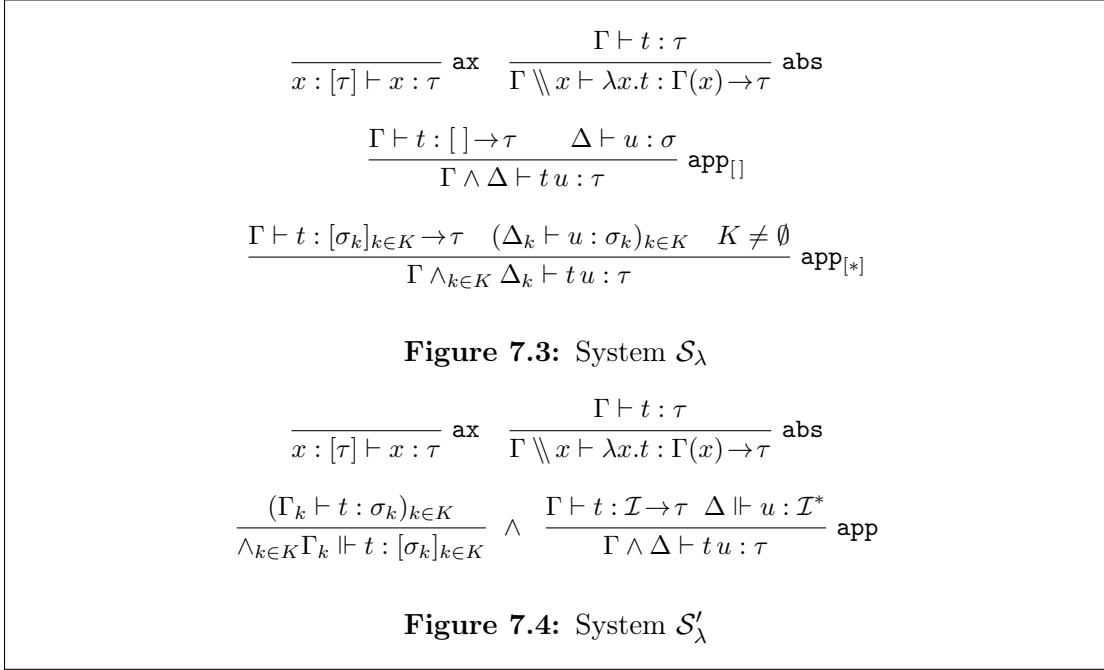 x : [τ] ⊢ x : τ ax    Γ ⊢ t : τ / Γ ⑊ x ⊢ λx.t : Γ(x)→τ abs
Γ ⊢ t : [ ]→τ    Δ ⊢ u : σ
Γ ∧ Δ ⊢ t u : τ app[ ]
Γ ⊢ t : [σₖ]ₖ∈K→τ    (Δₖ ⊢ u : σₖ)ₖ∈K    K ≠ ∅
Γ ∧ₖ∈K Δₖ ⊢ t u : τ app[∗]
Figure 7.3: System 𝒮λ
x : [τ] ⊢ x : τ ax    Γ ⊢ t : τ / Γ ⑊ x ⊢ λx.t : Γ(x)→τ abs
(Γₖ ⊢ t : σₖ)ₖ∈K    Γ ⊢ t : ℐ→τ    Δ ⊩ u : ℐ*
∧ₖ∈KΓₖ ⊩ t : [σₖ]ₖ∈K ∧    Γ ∧ Δ ⊢ t u : τ app
Figure 7.4: System 𝒮′λ